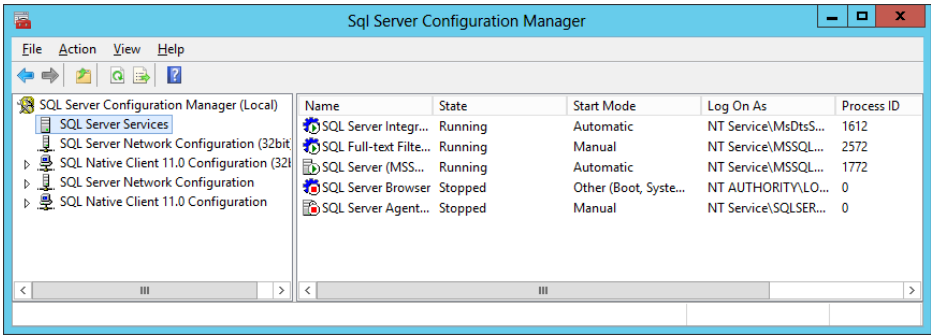 Sql Server Configuration Manager
File Action View Help
SQL Server Configuration Manager (Local)
SQL Server Services
SQL Server Network Configuration (32bit
SQL Native Client 11.0 Configuration (32b
SQL Server Network Configuration
SQL Native Client 11.0 Configuration
Name State Start Mode Log On As Process ID
SQL Server Integr... Running Automatic NT Service\MsDtsS... 1612
SQL Full-text Filte... Running Manual NT Service\MSSQL... 2572
SQL Server (MSS... Running Automatic NT Service\MSSQL... 1772
SQL Server Browser Stopped Other (Boot, Syste... NT AUTHORITY\LO... 0
SQL Server Agent... Stopped Manual NT Service\SQLSER... 0